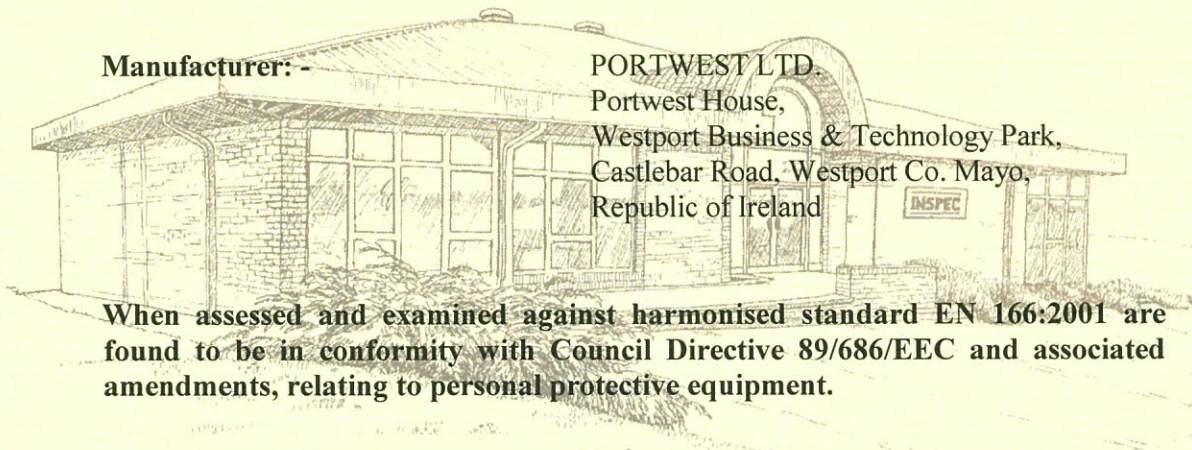 Manufacturer: - PORTWEST LTD.
Portwest House,
Westport Business & Technology Park,
Castlebar Road, Westport Co. Mayo,
Republic of Ireland
INSPEC
When assessed and examined against harmonised standard EN 166:2001 are
found to be in conformity with Council Directive 89/686/EEC and associated
amendments, relating to personal protective equipment.